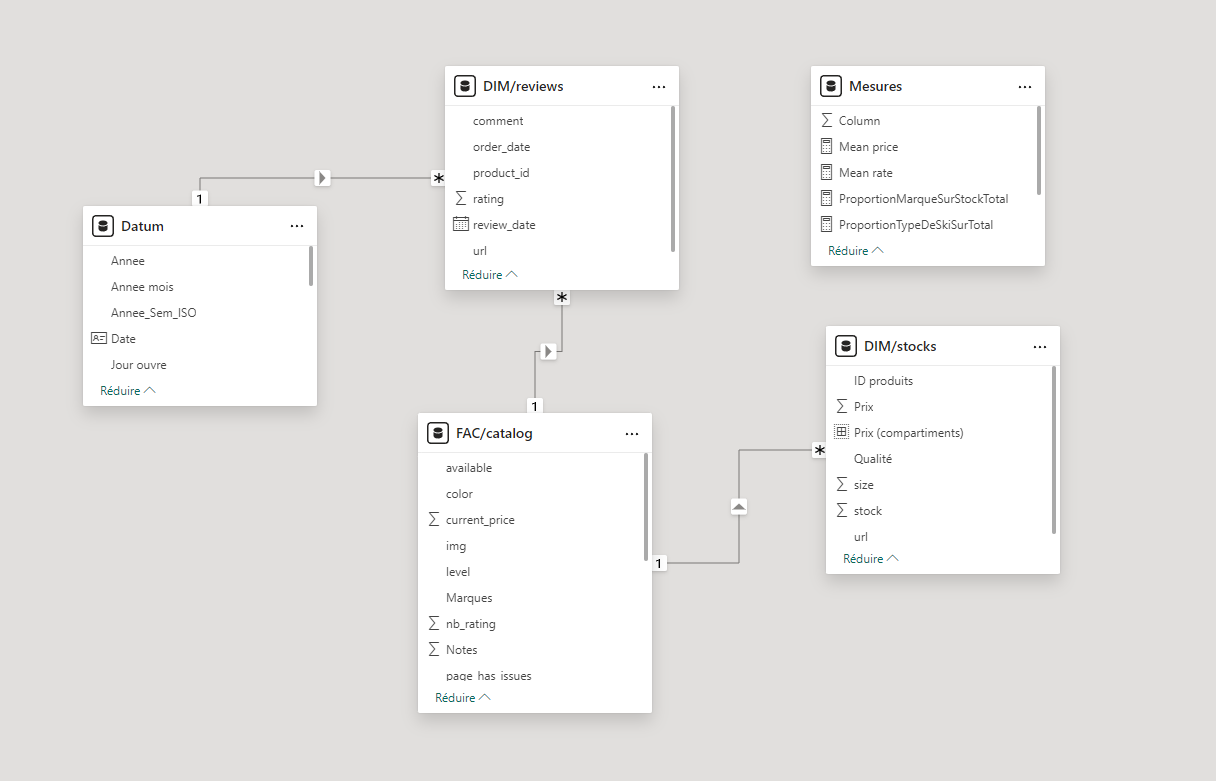 DIM/reviews
comment
order_date
product_id
rating
review_date
url
Réduire
Mesures
Column
Mean price
Mean rate
ProportionMarqueSurStockTotal
ProportionTypeDeSkiSurTotal
Réduire
1
*
Datum
Annee
Annee mois
Annee_Sem_ISO
Date
Jour ouvre
Réduire
*
1
FAC/catalog
available
color
current_price
img
level
Marques
nb_rating
Notes
page_has_issues
Réduire
1
*
DIM/stocks
ID produits
Prix
Prix (compartiments)
Qualité
size
stock
url
Réduire